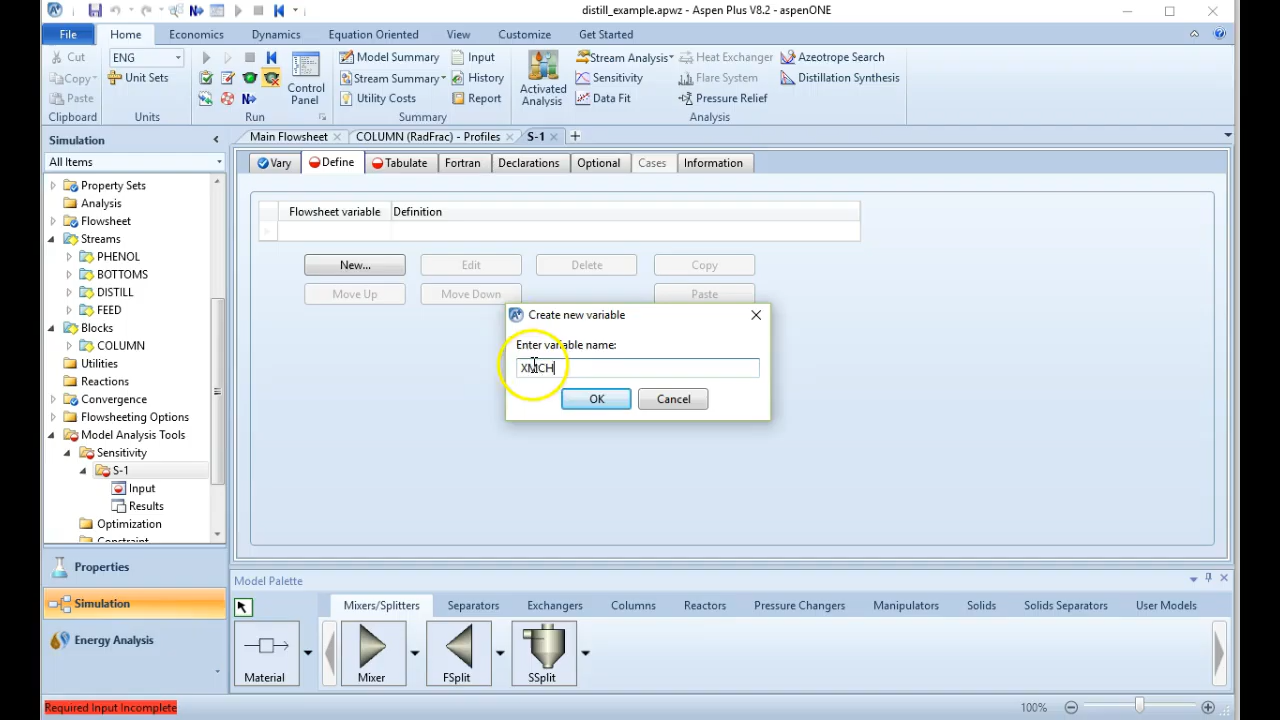 distill_example.apwz - Aspen Plus V8.2 - aspenONE
File Home Economics Dynamics Equation Oriented View Customize Get Started
Cut ENG Model Summary Input Stream Analysis Heat Exchanger Azeotrope Search
Copy Unit Sets Stream Summary History Sensitivity Flare System Distillation Synthesis
Paste Control Panel Utility Costs Report Activated Analysis Data Fit Pressure Relief
Clipboard Units Run Summary Analysis
Simulation Main Flowsheet COLUMN (RadFrac) - Profiles S-1
All Items Vary Define Tabulate Fortran Declarations Optional Cases Information
Property Sets
Analysis
Flowsheet
Streams
PHENOL
BOTTOMS
DISTILL
FEED
Blocks
COLUMN
Utilities
Reactions
Convergence
Flowsheeting Options
Model Analysis Tools
Sensitivity
S-1
Input
Results
Optimization
Constraint
Flowsheet variable Definition
New... Edit Delete Copy
Move Up Move Down Paste
Create new variable
Enter variable name:
XMCH
OK Cancel
Properties
Simulation
Energy Analysis
Model Palette
Mixers/Splitters Separators Exchangers Columns Reactors Pressure Changers Manipulators Solids Solids Separators User Models
Material Mixer FSplit SSplit
Required Input Incomplete 100%